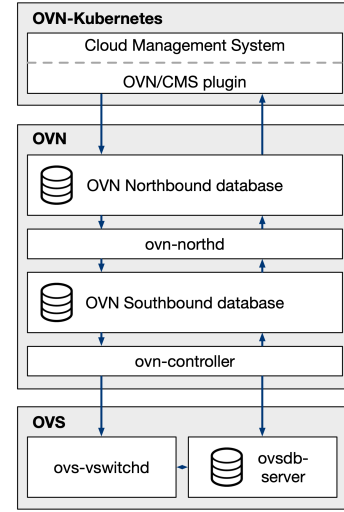 OVN-Kubernetes
Cloud Management System
OVN/CMS plugin
OVN
OVN Northbound database
ovn-northd
OVN Southbound database
ovn-controller
OVS
ovs-vswitchd
ovsdb-
server